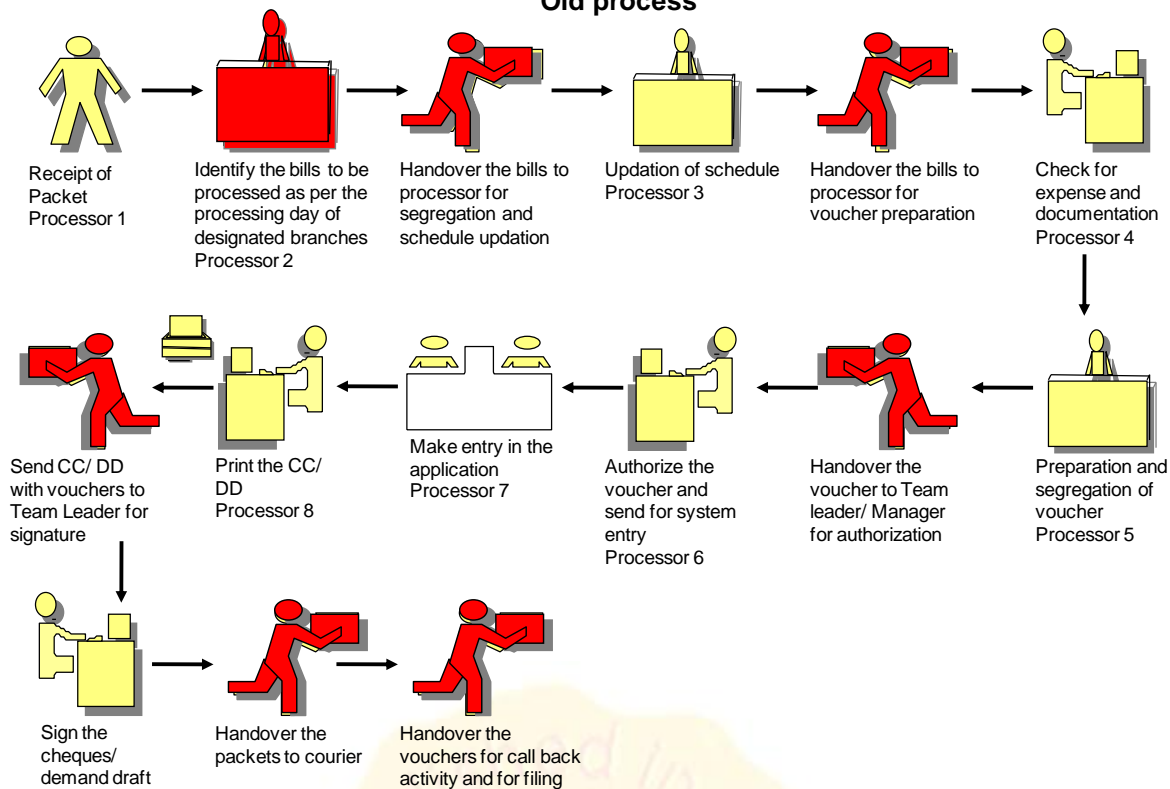 Old process
Receipt of
Packet
Processor 1
Identify the bills to be
processed as per the
processing day of
designated branches
Processor 2
Handover the bills to
processor for
segregation and
schedule updation
Updation of schedule
Processor 3
Handover the bills to
processor for
voucher preparation
Check for
expense and
documentation
Processor 4
Send CC/ DD
with vouchers to
Team Leader for
signature
Print the CC/
DD
Processor 8
Make entry in the
application
Processor 7
Authorize the
voucher and
send for system
entry
Processor 6
Handover the
voucher to Team
leader/ Manager
for authorization
Preparation and
segregation of
voucher
Processor 5
Sign the
cheques/
demand draft
Handover the
packets to courier
Handover the
vouchers for call back
activity and for filing